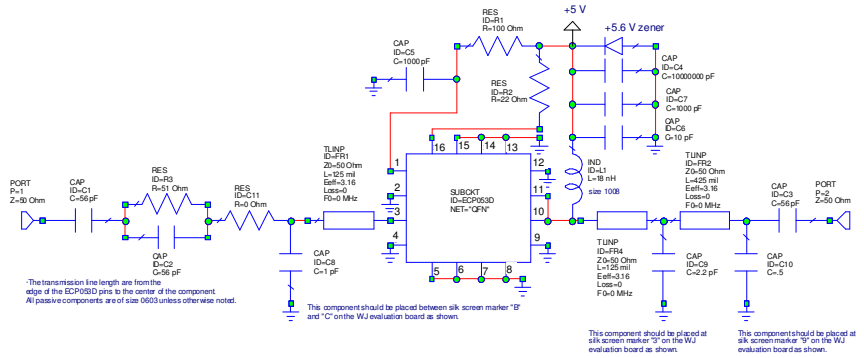 +5 V
+5.6 V zener
RES
ID=R1
R=100 Ohm
CAP
ID=C5
C=1000 pF
RES
ID=R2
R=22 Ohm
CAP
ID=C4
C=10000000 pF
CAP
ID=C7
C=1000 pF
CAP
ID=C6
C=10 pF
IND
ID=L1
L=18 nH
size 1008
PORT
P=1
Z=50 Ohm
CAP
ID=C1
C=56 pF
RES
ID=R3
R=51 Ohm
CAP
ID=C2
C=56 pF
RES
ID=C11
R=0 Ohm
TLINP
ID=FR1
Z0=50 Ohm
L=125 mil
Eeff=3.16
Loss=0
F0=0 MHz
CAP
ID=C8
C=1 pF
16
15
14
13
1
2
3
4
12
11
10
9
5
6
7
8
SUBCKT
ID=ECP053D
NET="QFN"
TLINP
ID=FR4
Z0=50 Ohm
L=125 mil
Eeff=3.16
Loss=0
F0=0 MHz
CAP
ID=C9
C=2.2 pF
TLINP
ID=FR2
Z0=50 Ohm
L=425 mil
Eeff=3.16
Loss=0
F0=0 MHz
CAP
ID=C10
C=.5
CAP
ID=C3
C=56 pF
PORT
P=2
Z=50 Ohm
·The transmission line length are from the
edge of the ECP053D pins to the center of the component.
All passive components are of size 0603 unless otherwise noted.
This component should be placed between silk screen marker "B"
and "C" on the WJ evaluation board as shown.
This component should be placed at
silk screen marker "3" on the WJ
evaluation board as shown.
This component should be placed at
silk screen marker "9" on the WJ
evaluation board as shown.